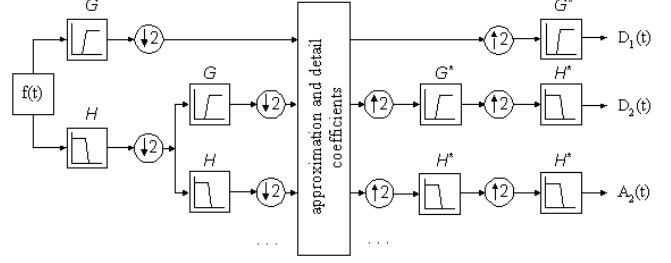 G
G*
↓2
↑2
D₁(t)
f(t)
G
G*
H*
H
↓2
↓2
↑2
↑2
D₂(t)
H
H*
H*
↓2
↑2
↑2
A₂(t)
approximation and detail
coefficients
. . .
. . .